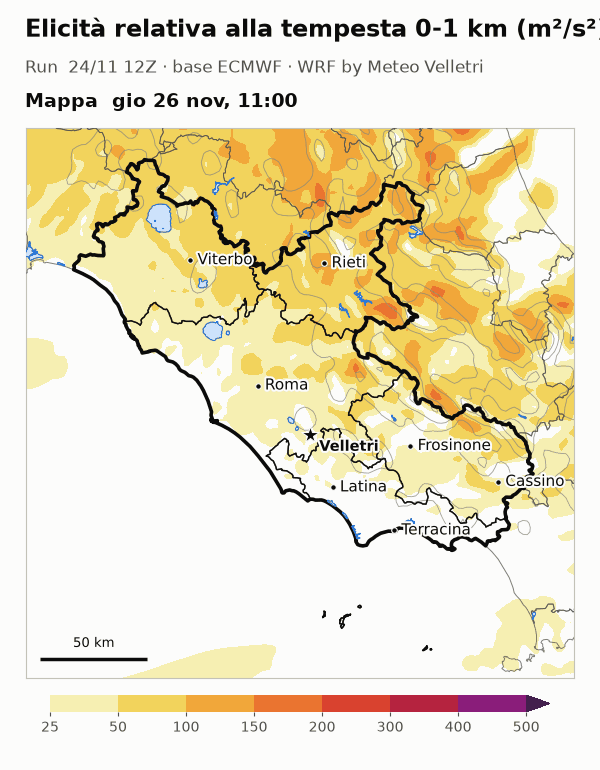 Elicità relativa alla tempesta 0-1 km (m²/s²)
Run 24/11 12Z · base ECMWF · WRF by Meteo Velletri
Mappa gio 26 nov, 11:00
Viterbo
Rieti
Roma
Velletri
Frosinone
Cassino
Latina
Terracina
50 km
25 50 100 150 200 300 400 500